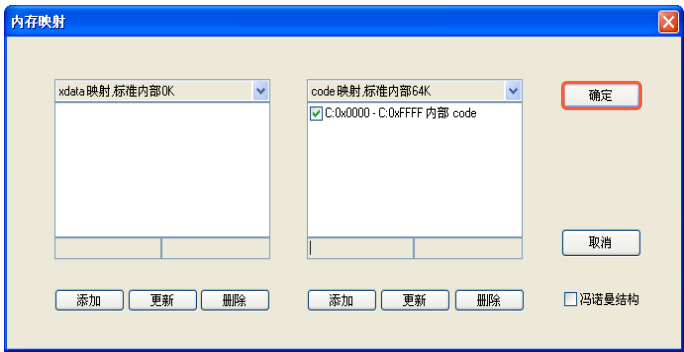 内存映射
xdata 映射,标准内部0K
code 映射,标准内部64K
确定
C:0x0000 - C:0xFFFF 内部 code
取消
添加 更新 删除 添加 更新 删除
冯诺曼结构